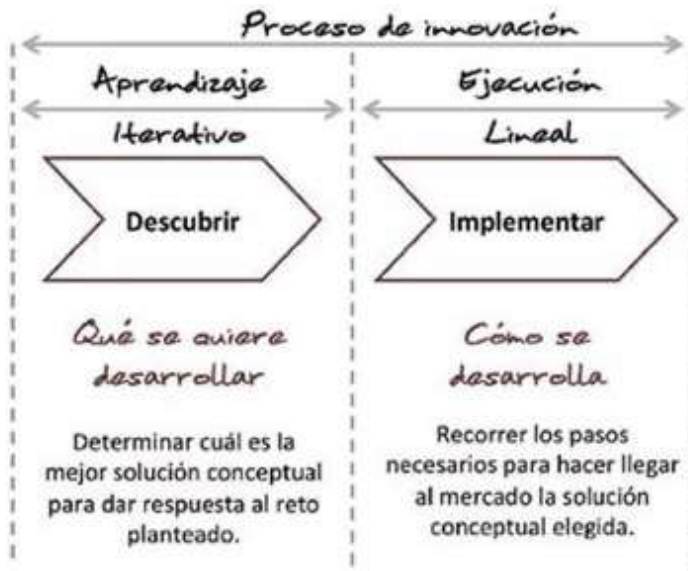 Proceso de innovación
Aprendizaje
Iterativo
Descubrir
Qué se quiere
desarrollar
Determinar cuál es la
mejor solución conceptual
para dar respuesta al reto
planteado.
Ejecución
Lineal
Implementar
Cómo se
desarrolla
Recorrer los pasos
necesarios para hacer llegar
al mercado la solución
conceptual elegida.